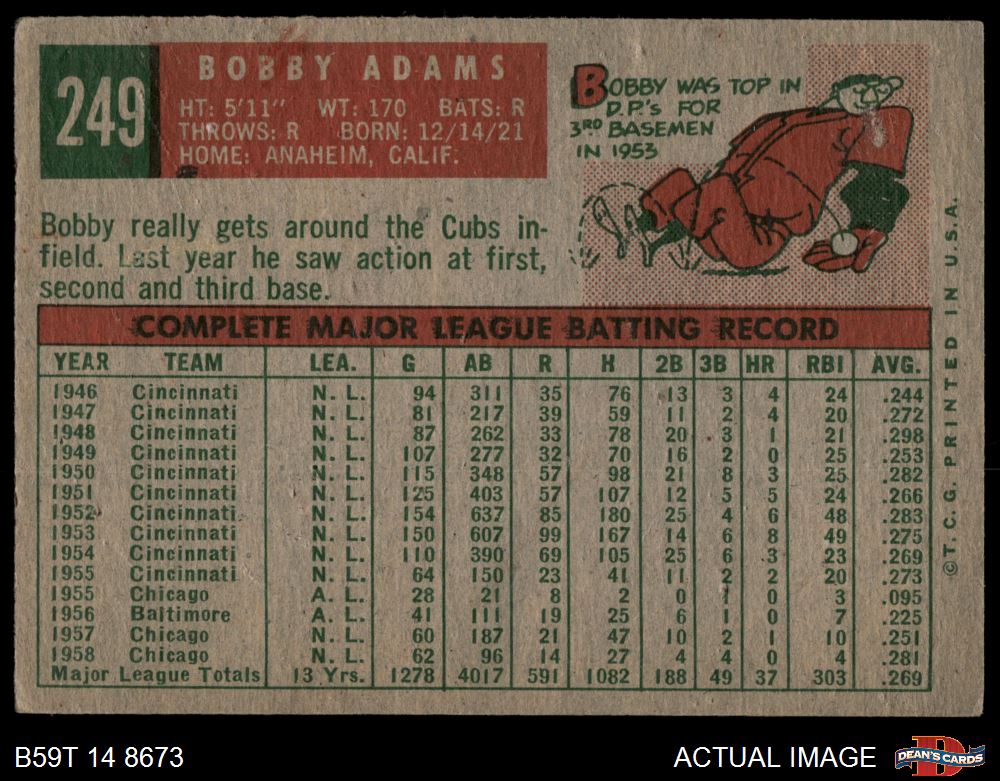 249
BOBBY ADAMS
HT: 5'11" WT: 170 BATS: R
THROWS: R BORN: 12/14/21
HOME: ANAHEIM, CALIF.
BOBBY WAS TOP IN
D.P.'s FOR
3RD BASEMEN
IN 1953
Bobby really gets around the Cubs in-
field. Last year he saw action at first,
second and third base.
COMPLETE MAJOR LEAGUE BATTING RECORD
YEAR TEAM LEA. G AB R H 2B 3B HR RBI AVG.
1946 Cincinnati N. L. 94 311 35 76 13 3 4 24 .244
1947 Cincinnati N. L. 81 217 39 59 11 2 4 20 .272
1948 Cincinnati N. L. 87 262 33 78 20 3 1 21 .298
1949 Cincinnati N. L. 107 277 32 70 16 2 0 25 .253
1950 Cincinnati N. L. 115 348 57 98 21 8 3 25 .282
1951 Cincinnati N. L. 125 403 57 107 12 5 5 24 .266
1952 Cincinnati N. L. 154 637 85 180 25 4 6 48 .283
1953 Cincinnati N. L. 150 607 99 167 14 6 8 49 .275
1954 Cincinnati N. L. 110 390 69 105 25 6 3 23 .269
1955 Cincinnati N. L. 64 150 23 41 11 2 2 20 .273
1955 Chicago A. L. 28 21 8 2 0 1 0 3 .095
1956 Baltimore A. L. 41 111 19 25 6 1 0 7 .225
1957 Chicago N. L. 60 187 21 47 10 2 1 10 .251
1958 Chicago N. L. 62 96 14 27 4 4 0 4 .281
Major League Totals 13 Yrs. 1278 4017 591 1082 188 49 37 303 .269
©T. C. G. PRINTED IN U.S.A.
B59T 14 8673
ACTUAL IMAGE
D
DEAN'S CARDS